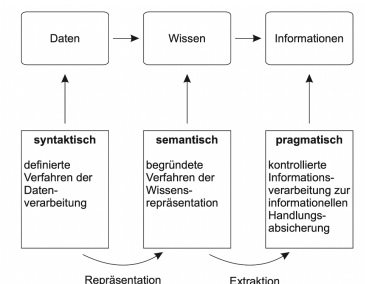 Daten
Wissen
Informationen
syntaktisch
definierte
Verfahren der
Daten-
verarbeitung
semantisch
begründete
Verfahren der
Wissens-
repräsentation
pragmatisch
kontrollierte
Informations-
verarbeitung zur
informationellen
Handlungs-
absicherung
Repräsentation
Extraktion